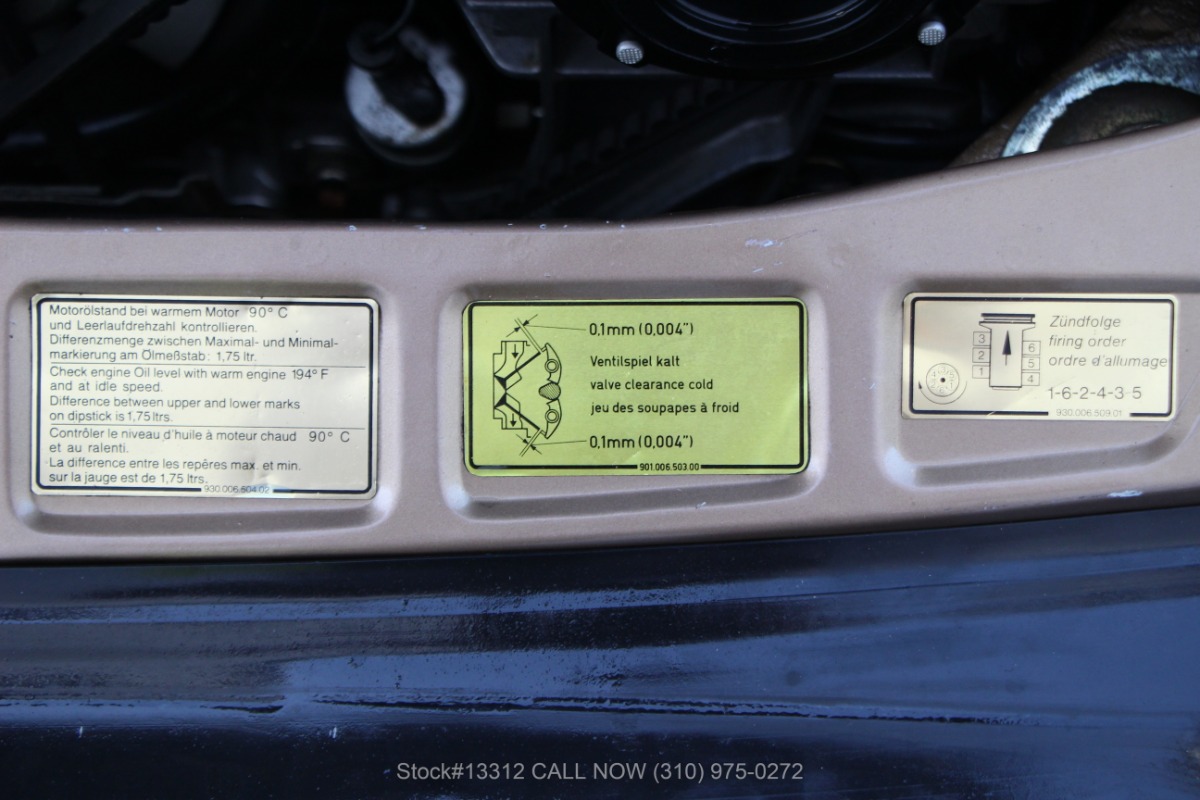 Motorölstand bei warmem Motor 90° C
und Leerlaufdrehzahl kontrollieren.
Differenzmenge zwischen Maximal- und Minimal-
markierung am Ölmeßstab: 1,75 ltr.
Check engine Oil level with warm engine 194° F
and at idle speed.
Difference between upper and lower marks
on dipstick is 1,75 ltrs.
Contrôler le niveau d'huile à moteur chaud 90° C
et au ralenti.
La différence entre les repères max. et min.
sur la jauge est de 1,75 ltrs.
930.006.504.02
0,1mm (0,004")
Ventilspiel kalt
valve clearance cold
jeu des soupapes à froid
0,1mm (0,004")
901.006.503.00
Zündfolge
firing order
ordre d'allumage
3
2
1
6
5
4
1-6-2-4-3-5
930.006.509.01
Stock#13312 CALL NOW (310) 975-0272